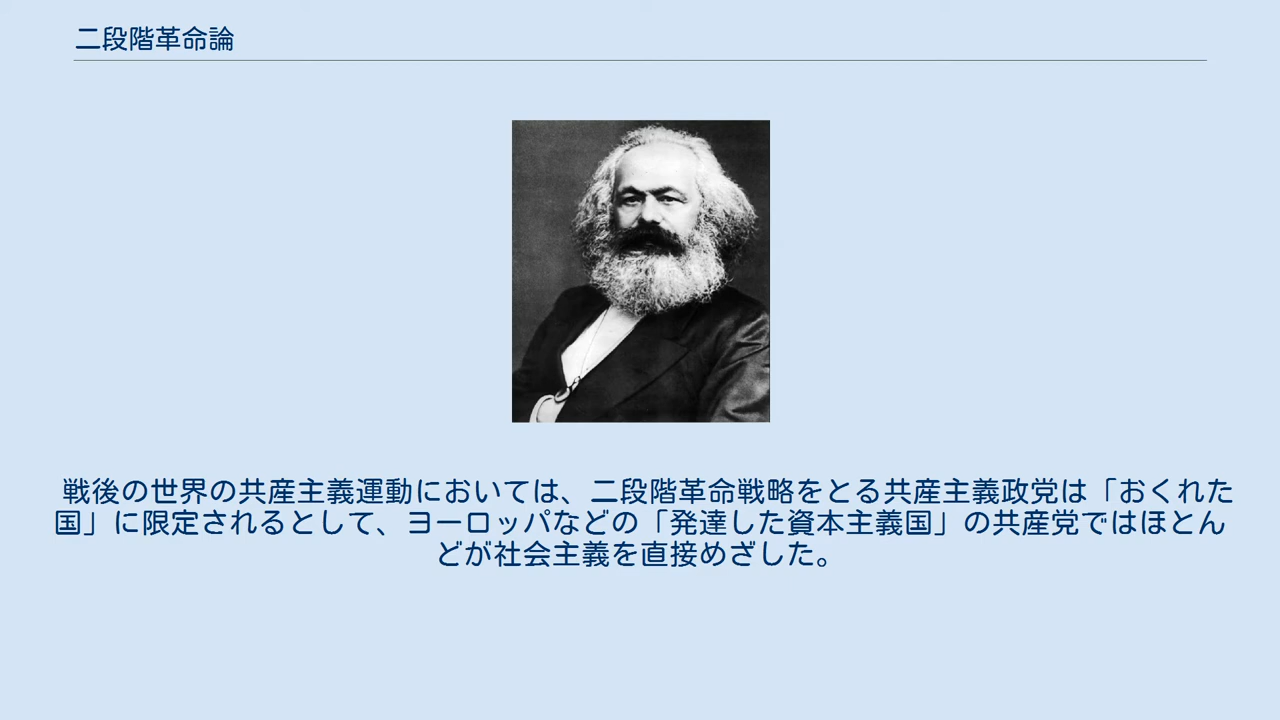 二段階革命論
戦後の世界の共産主義運動においては、二段階革命戦略をとる共産主義政党は「おくれた
国」に限定されるとして、ヨーロッパなどの「発達した資本主義国」の共産党ではほとん
どが社会主義を直接めざした。